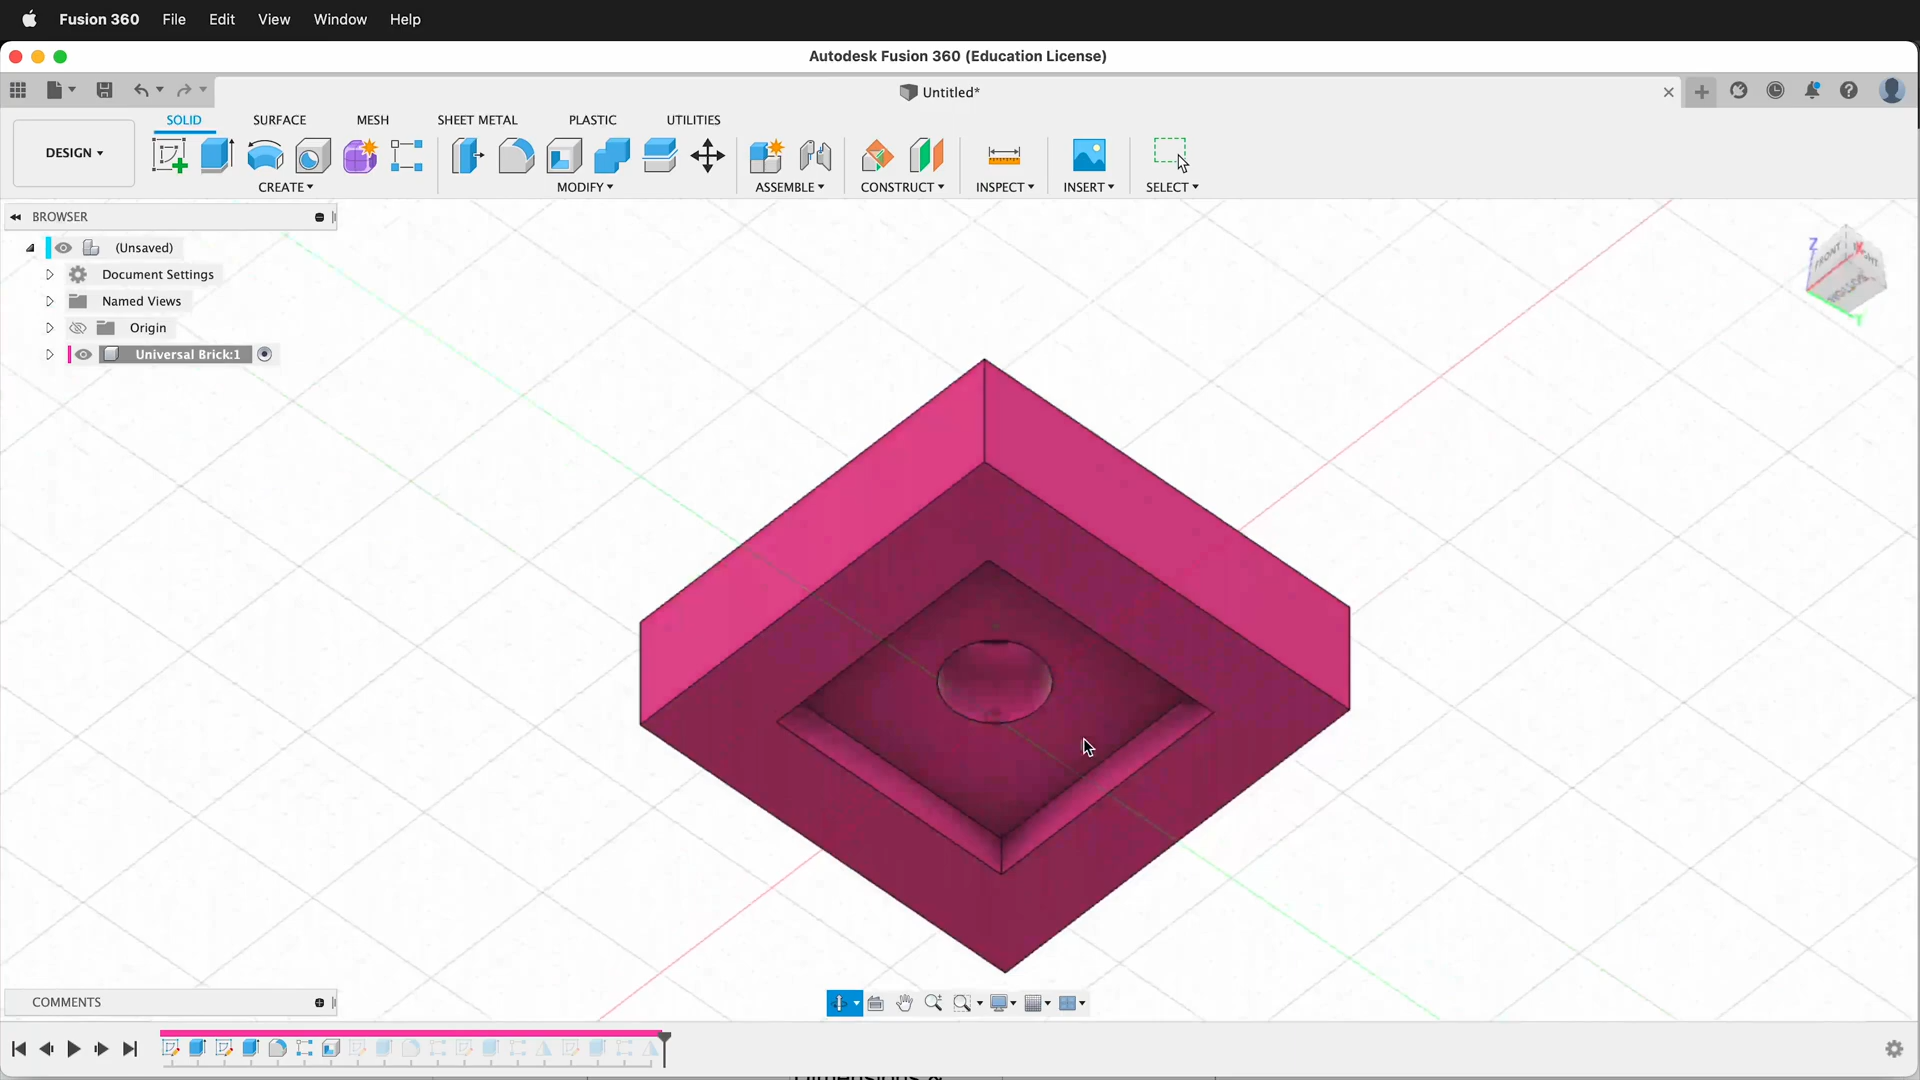 Fusion 360 File Edit View Window Help
Autodesk Fusion 360 (Education License)
Untitled*
DESIGN
SOLID SURFACE MESH SHEET METAL PLASTIC UTILITIES
CREATE MODIFY ASSEMBLE CONSTRUCT INSPECT INSERT SELECT
BROWSER
(Unsaved)
Document Settings
Named Views
Origin
Universal Brick:1
Z X
FRONT
BOTTOM
Y
COMMENTS